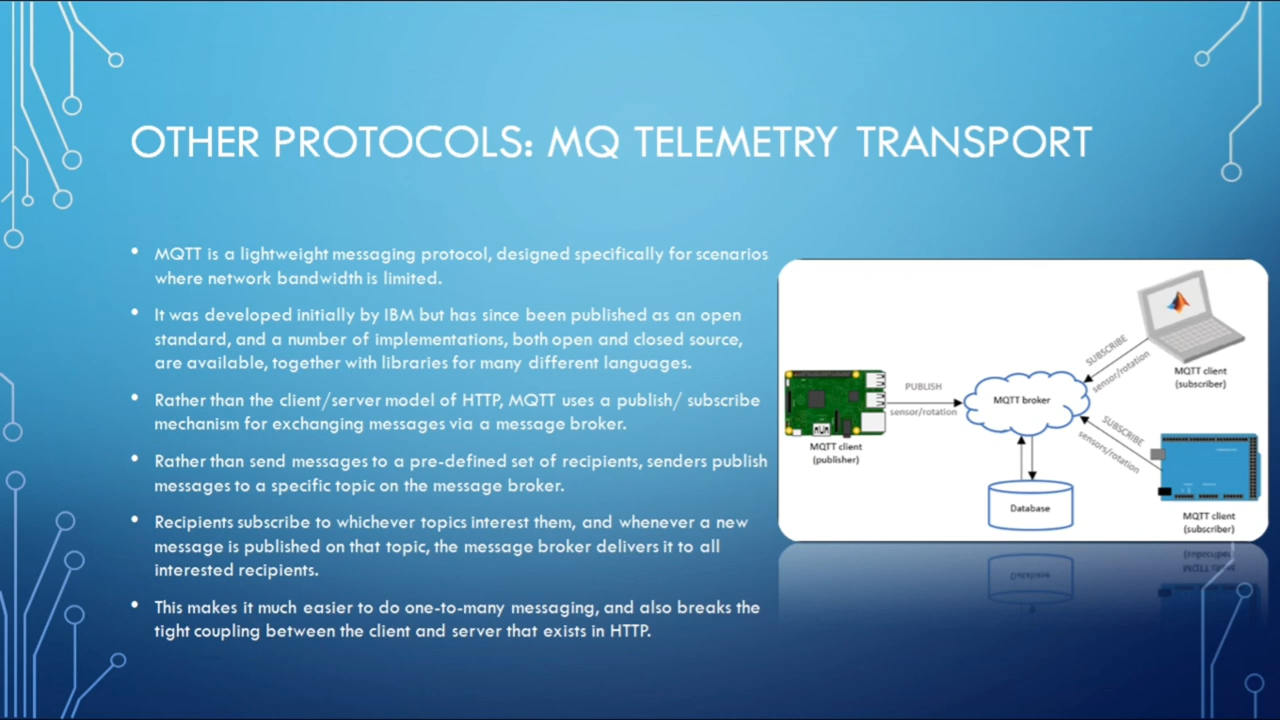 OTHER PROTOCOLS: MQ TELEMETRY TRANSPORT
• MQTT is a lightweight messaging protocol, designed specifically for scenarios
where network bandwidth is limited.
• It was developed initially by IBM but has since been published as an open
standard, and a number of implementations, both open and closed source,
are available, together with libraries for many different languages.
• Rather than the client/server model of HTTP, MQTT uses a publish/ subscribe
mechanism for exchanging messages via a message broker.
• Rather than send messages to a pre-defined set of recipients, senders publish
messages to a specific topic on the message broker.
• Recipients subscribe to whichever topics interest them, and whenever a new
message is published on that topic, the message broker delivers it to all
interested recipients.
• This makes it much easier to do one-to-many messaging, and also breaks the
tight coupling between the client and server that exists in HTTP.
MQTT client
(publisher)
PUBLISH
sensor/rotation
MQTT broker
Database
SUBSCRIBE
sensor/rotation
MQTT client
(subscriber)
SUBSCRIBE
sensors/rotation
MQTT client
(subscriber)